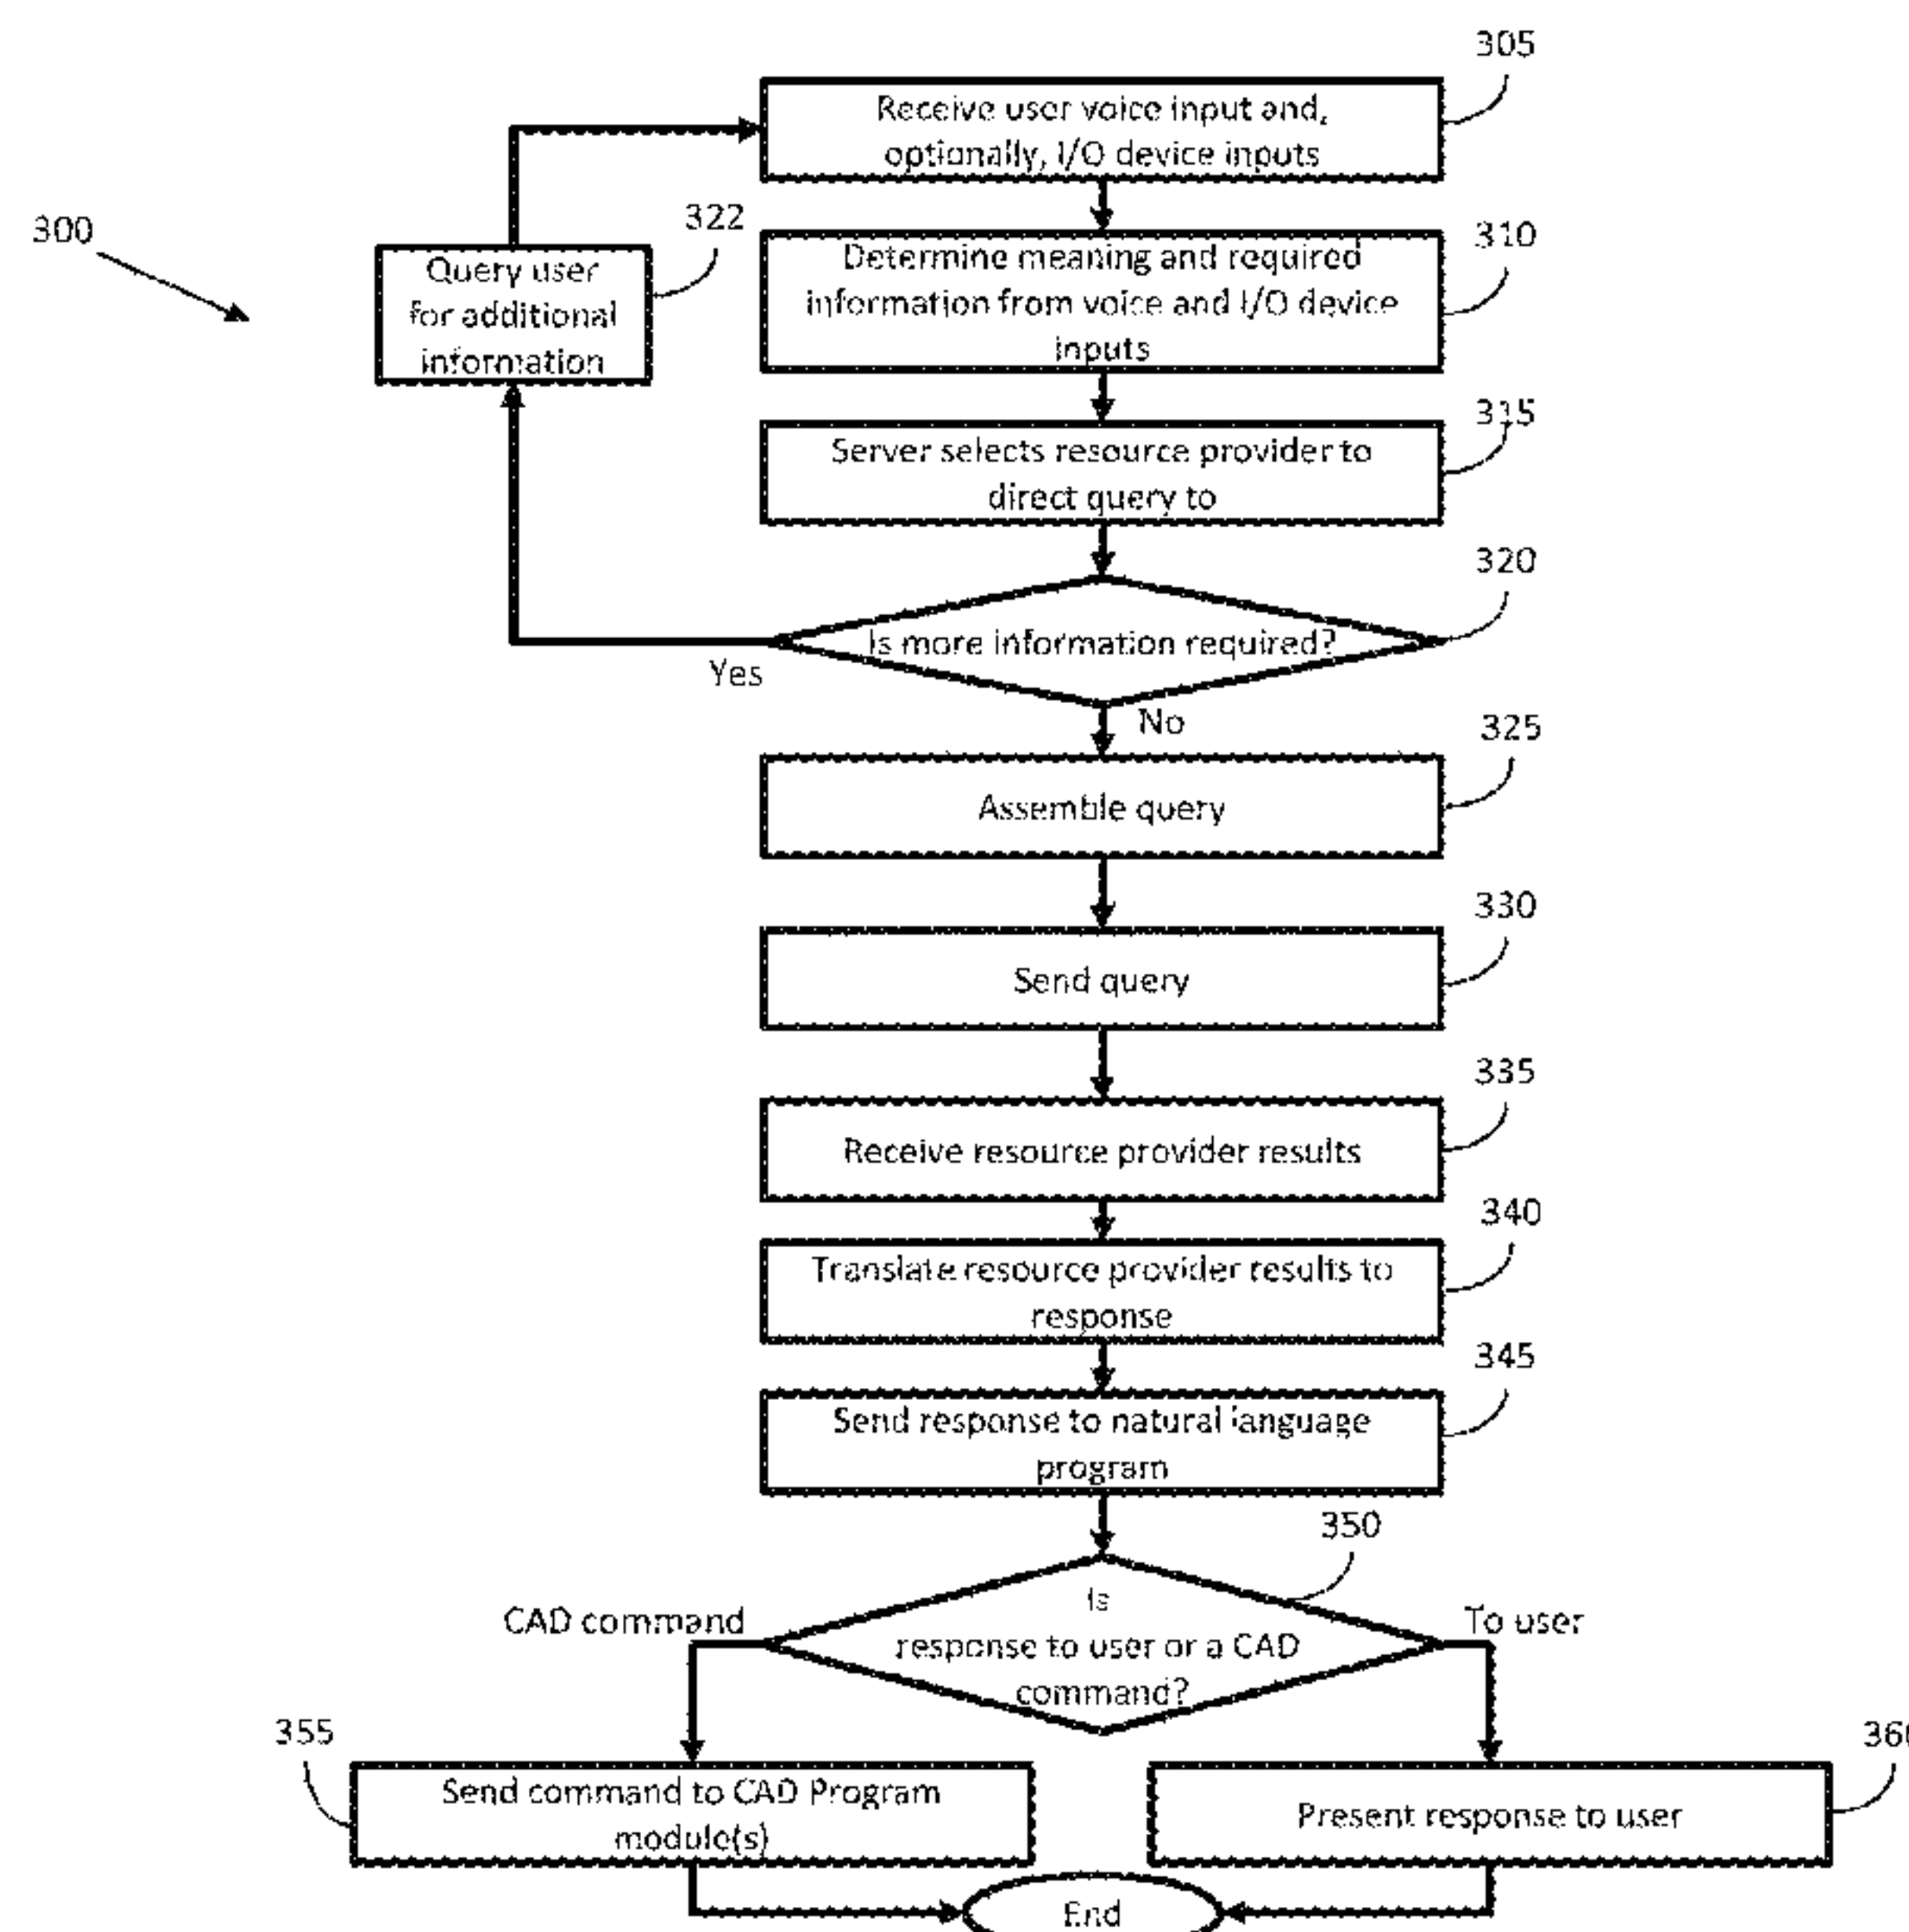 305
Receive user voice input and,
optionally, I/O device inputs
300
322
Query user
for additional
information
310
Determine meaning and required
information from voice and I/O device
inputs
315
Server selects resource provider to
direct query to
320
Is more information required?
Yes
No
325
Assemble query
330
Send query
335
Receive resource provider results
340
Translate resource provider results to
response
345
Send response to natural language
program
350
Is
response to user or a CAD
command?
CAD command
To user
355
Send command to CAD Program
module(s)
360
Present response to user
End